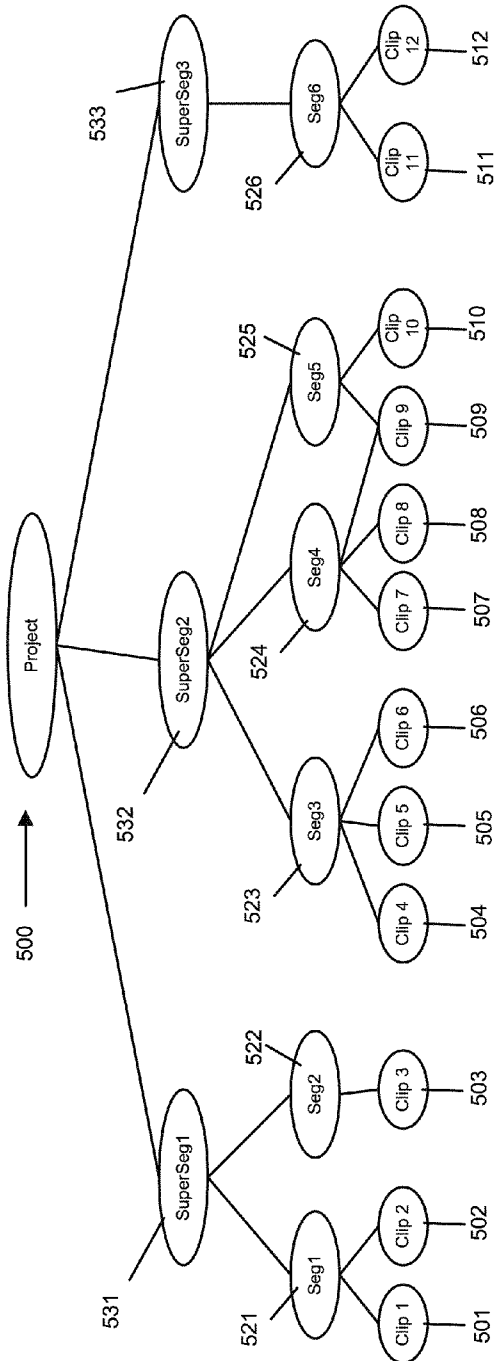 500
Project
531
SuperSeg1
532
SuperSeg2
533
SuperSeg3
521
Seg1
522
Seg2
523
Seg3
524
Seg4
525
Seg5
526
Seg6
Clip 1
Clip 2
Clip 3
Clip 4
Clip 5
Clip 6
Clip 7
Clip 8
Clip 9
Clip
10
Clip
11
Clip
12
501
502
503
504
505
506
507
508
509
510
511
512